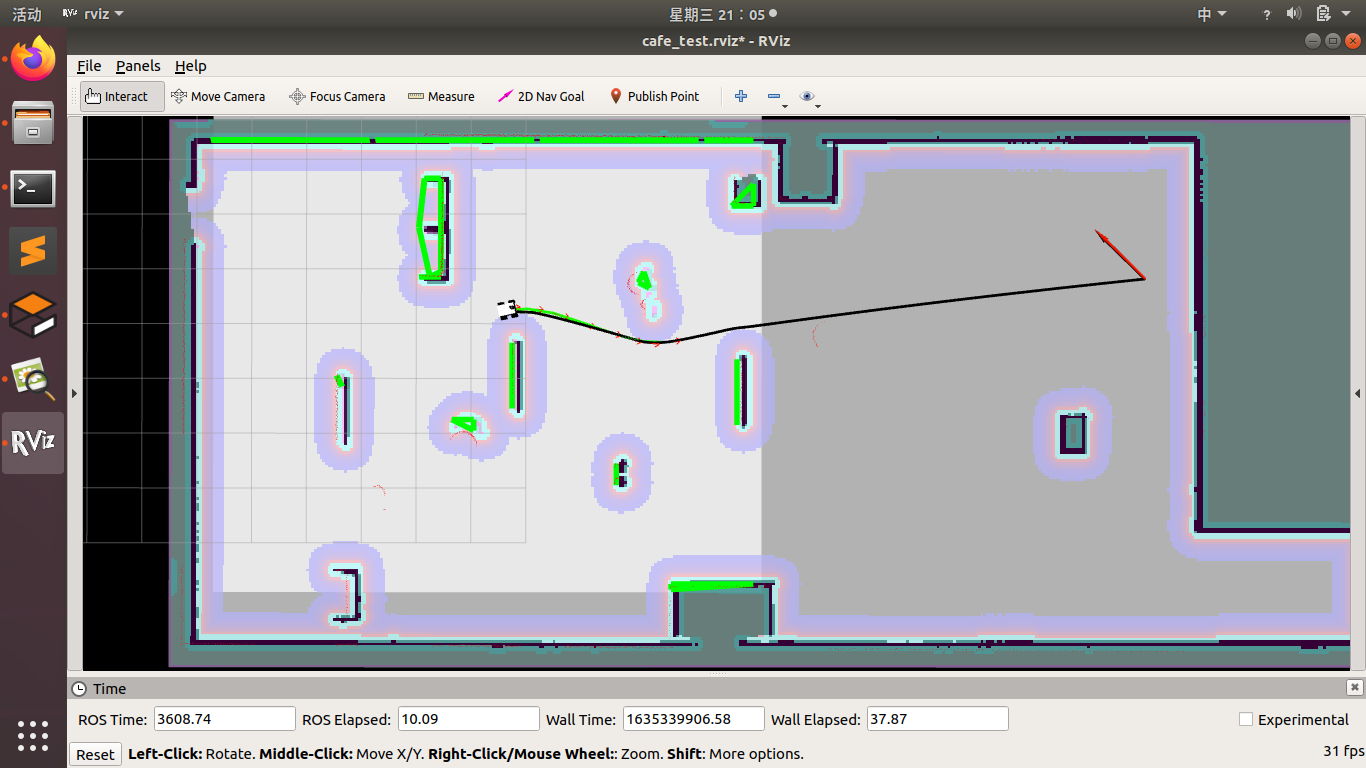 活动 RViz rviz 星期三 21：05 中 ?
cafe_test.rviz* - RViz
File Panels Help
Interact Move Camera Focus Camera Measure 2D Nav Goal Publish Point
RViz
Time
ROS Time: 3608.74 ROS Elapsed: 10.09 Wall Time: 1635339906.58 Wall Elapsed: 37.87 Experimental
Reset Left-Click: Rotate. Middle-Click: Move X/Y. Right-Click/Mouse Wheel:: Zoom. Shift: More options. 31 fps